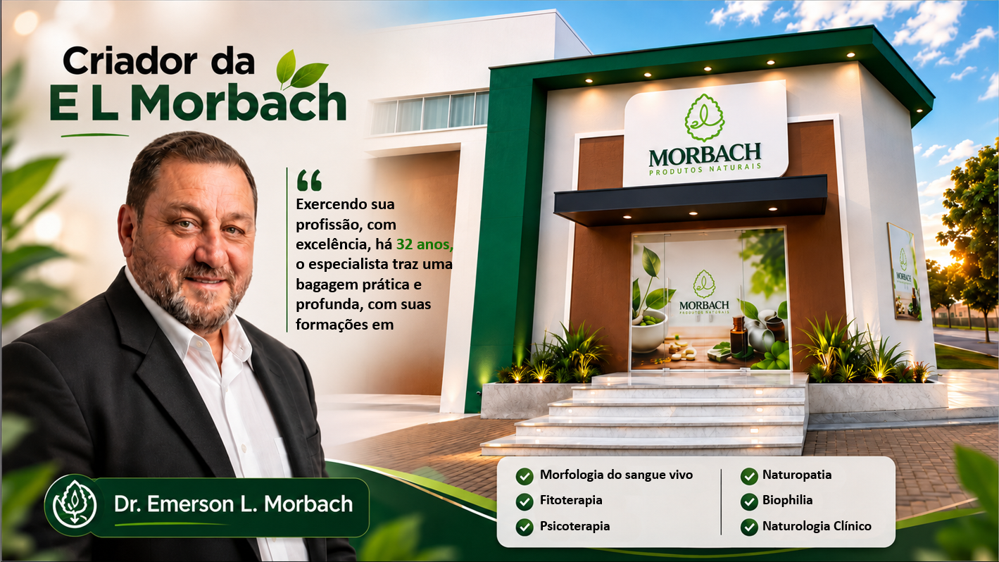 Criador da
E L Morbach
“
Exercendo sua
profissão, com
excelência, há 32 anos,
o especialista traz uma
bagagem prática e
profunda, com suas
formações em
el
MORBACH
PRODUTOS NATURAIS
MORBACH
PRODUTOS NATURAIS
MORBACH
Dr. Emerson L. Morbach
Morfologia do sangue vivo
Fitoterapia
Psicoterapia
Naturopatia
Biophilia
Naturologia Clínico